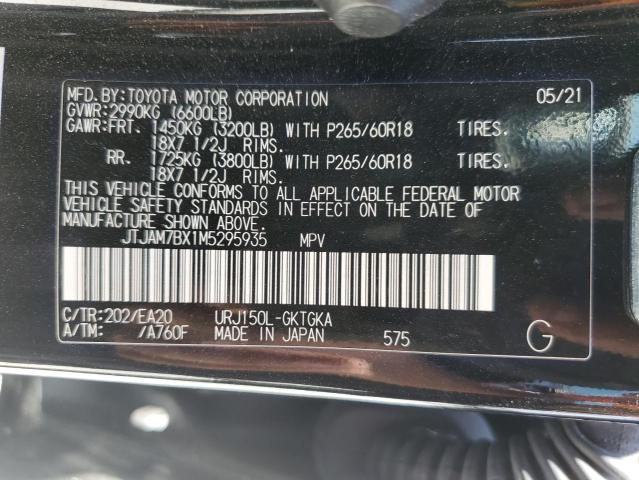 MFD.BY:TOYOTA MOTOR CORPORATION 05/21
GVWR:2990KG (6600LB)
GAWR:FRT. 1450KG (3200LB) WITH P265/60R18 TIRES.
18X7 1/2J RIMS.
RR. 1725KG (3800LB) WITH P265/60R18 TIRES.
18X7 1/2J RIMS.
THIS VEHICLE CONFORMS TO ALL APPLICABLE FEDERAL MOTOR
VEHICLE SAFETY STANDARDS IN EFFECT ON THE DATE OF
MANUFACTURE SHOWN ABOVE.
JTJAM7BX1M5295935 MPV
C/TR:202/EA20 URJ150L-GKTGKA
A/TM: /A760F MADE IN JAPAN 575 G